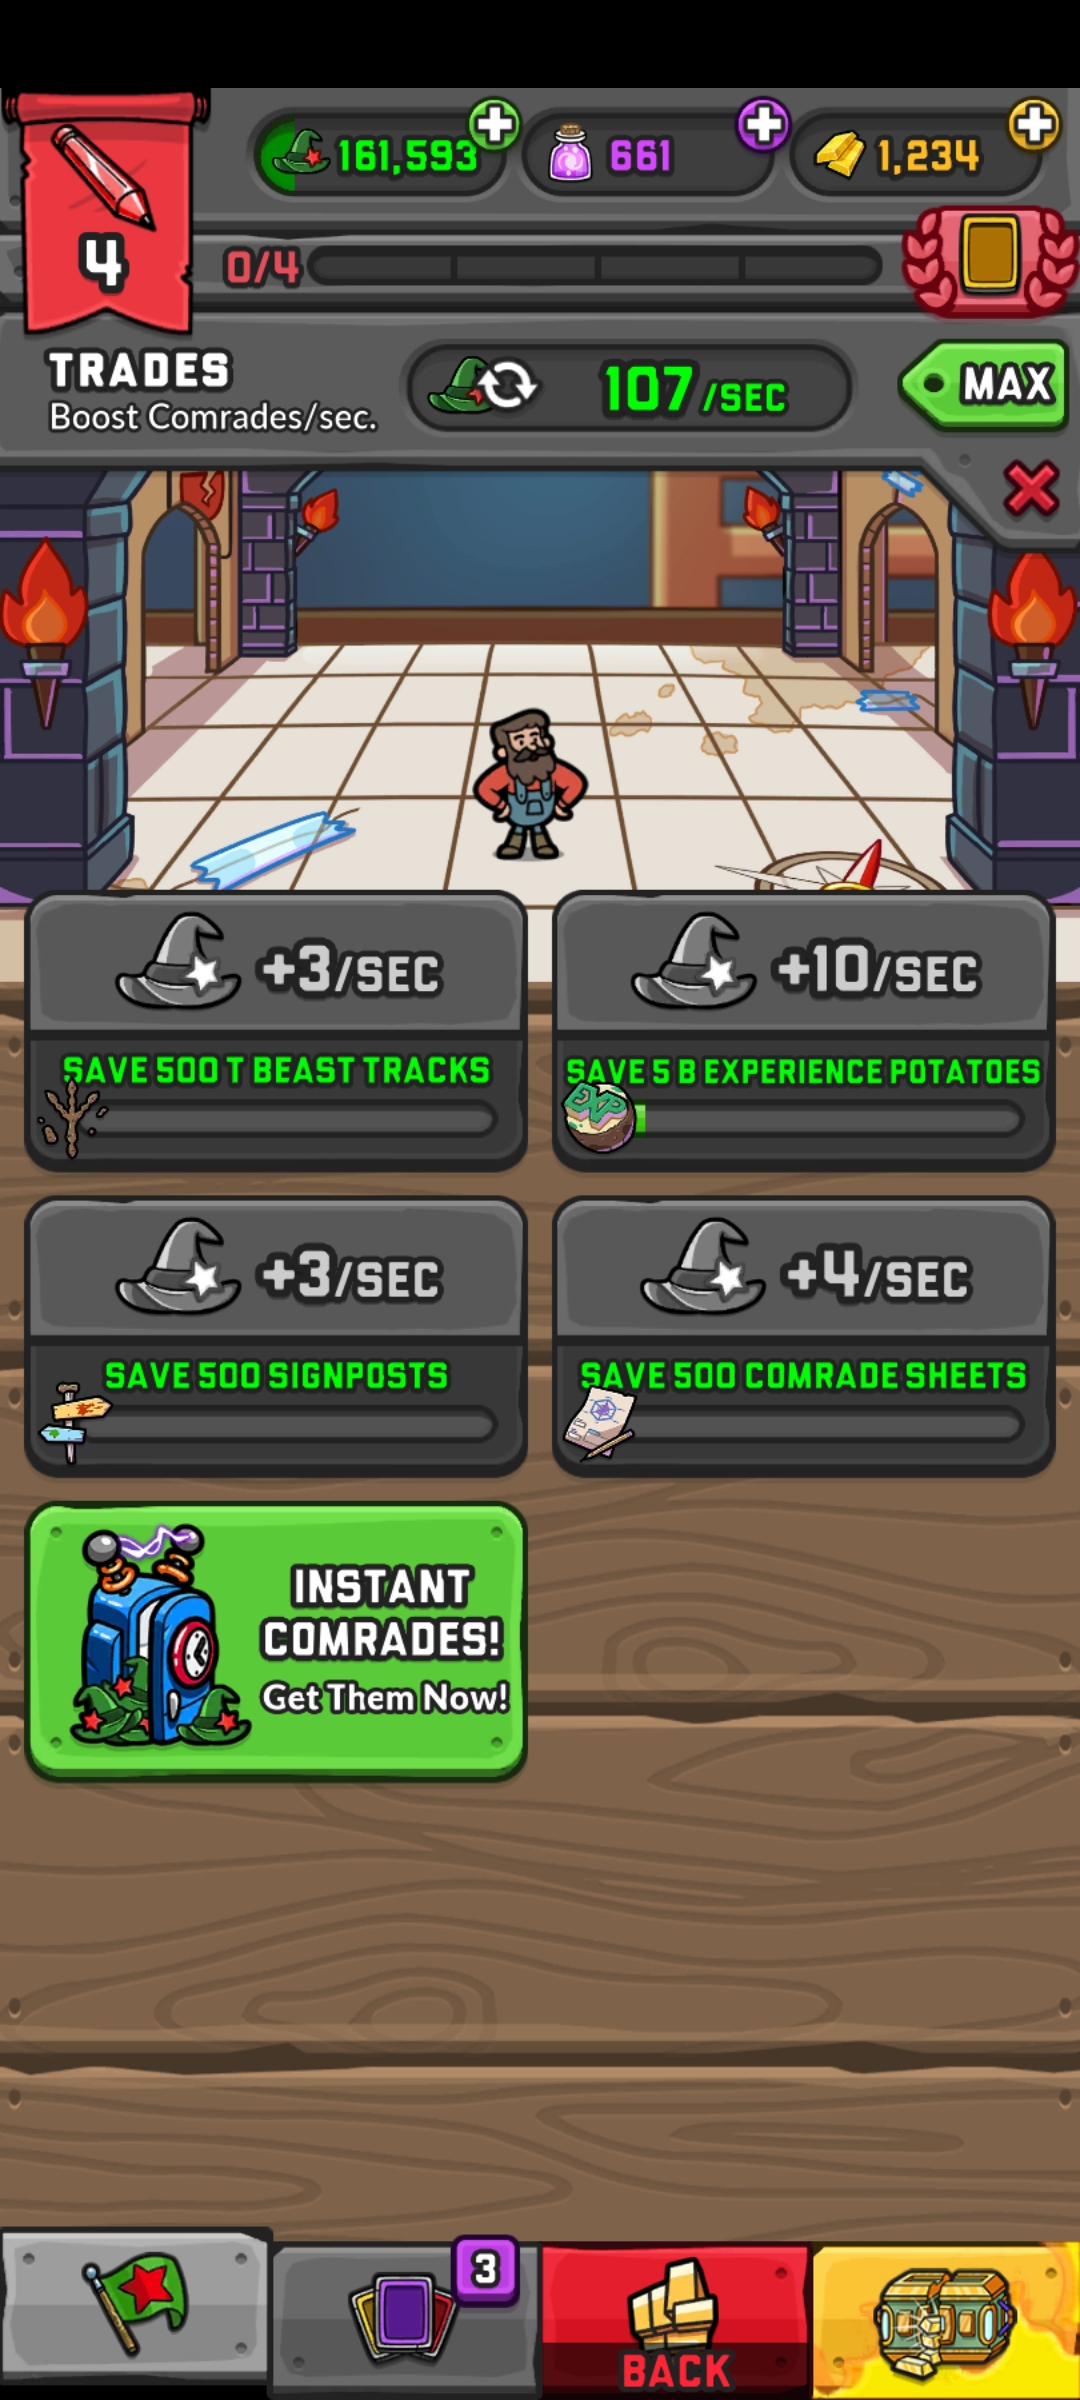 161,593
661
1,234
4
0/4
TRADES
Boost Comrades/sec.
107/SEC
MAX
+3/SEC
SAVE 500 T BEAST TRACKS
+10/SEC
SAVE 5 B EXPERIENCE POTATOES
EXP
+3/SEC
SAVE 500 SIGNPOSTS
+4/SEC
SAVE 500 COMRADE SHEETS
INSTANT
COMRADES!
Get Them Now!
3
BACK